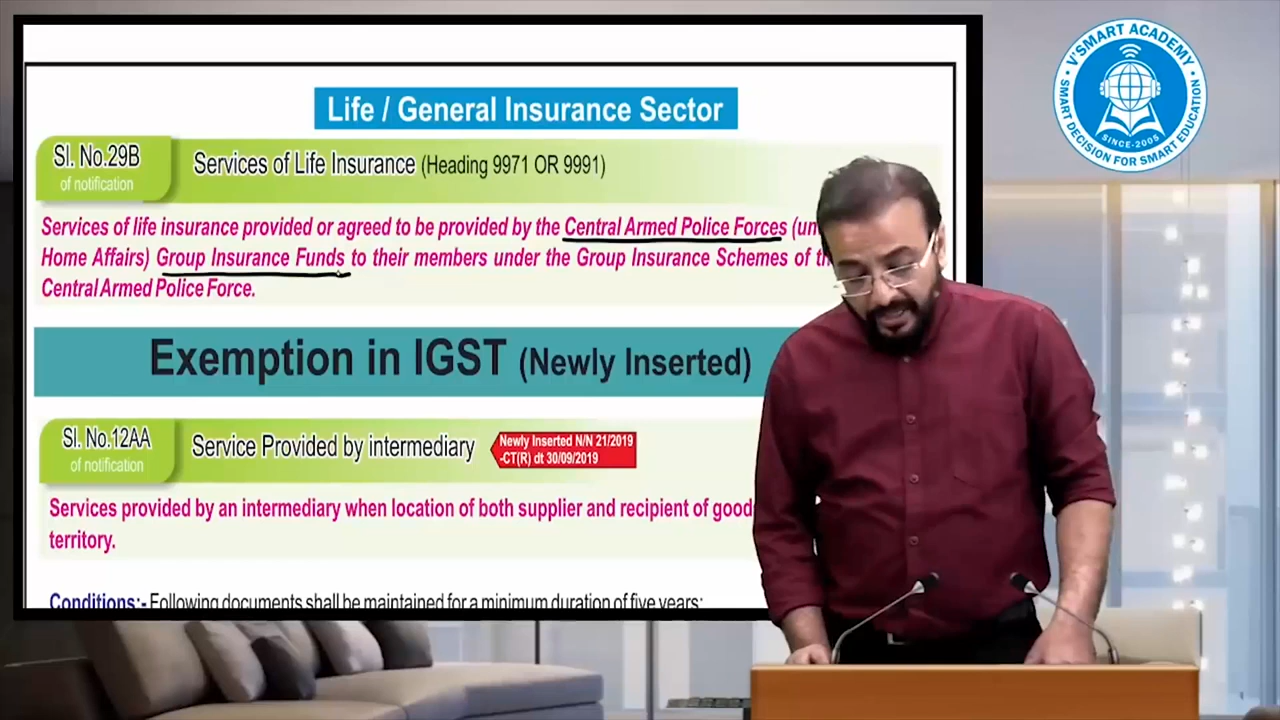 Life / General Insurance Sector
Sl. No.29B
of notification
Services of Life Insurance (Heading 9971 OR 9991)
Services of life insurance provided or agreed to be provided by the Central Armed Police Forces
Home Affairs) Group Insurance Funds to their members under the Group Insurance Schemes of
Central Armed Police Force.
Exemption in IGST (Newly Inserted)
Sl. No.12AA
of notification
Service Provided by intermediary
Newly Inserted N/N 21/2019
-CT(R) dt 30/09/2019
Services provided by an intermediary when location of both supplier and recipient of
territory.
Conditions:- Following documents shall be maintained for a minimum duration of five years:
V'SMART ACADEMY
SINCE-2005
SMART DECISION FOR SMART EDUCATION